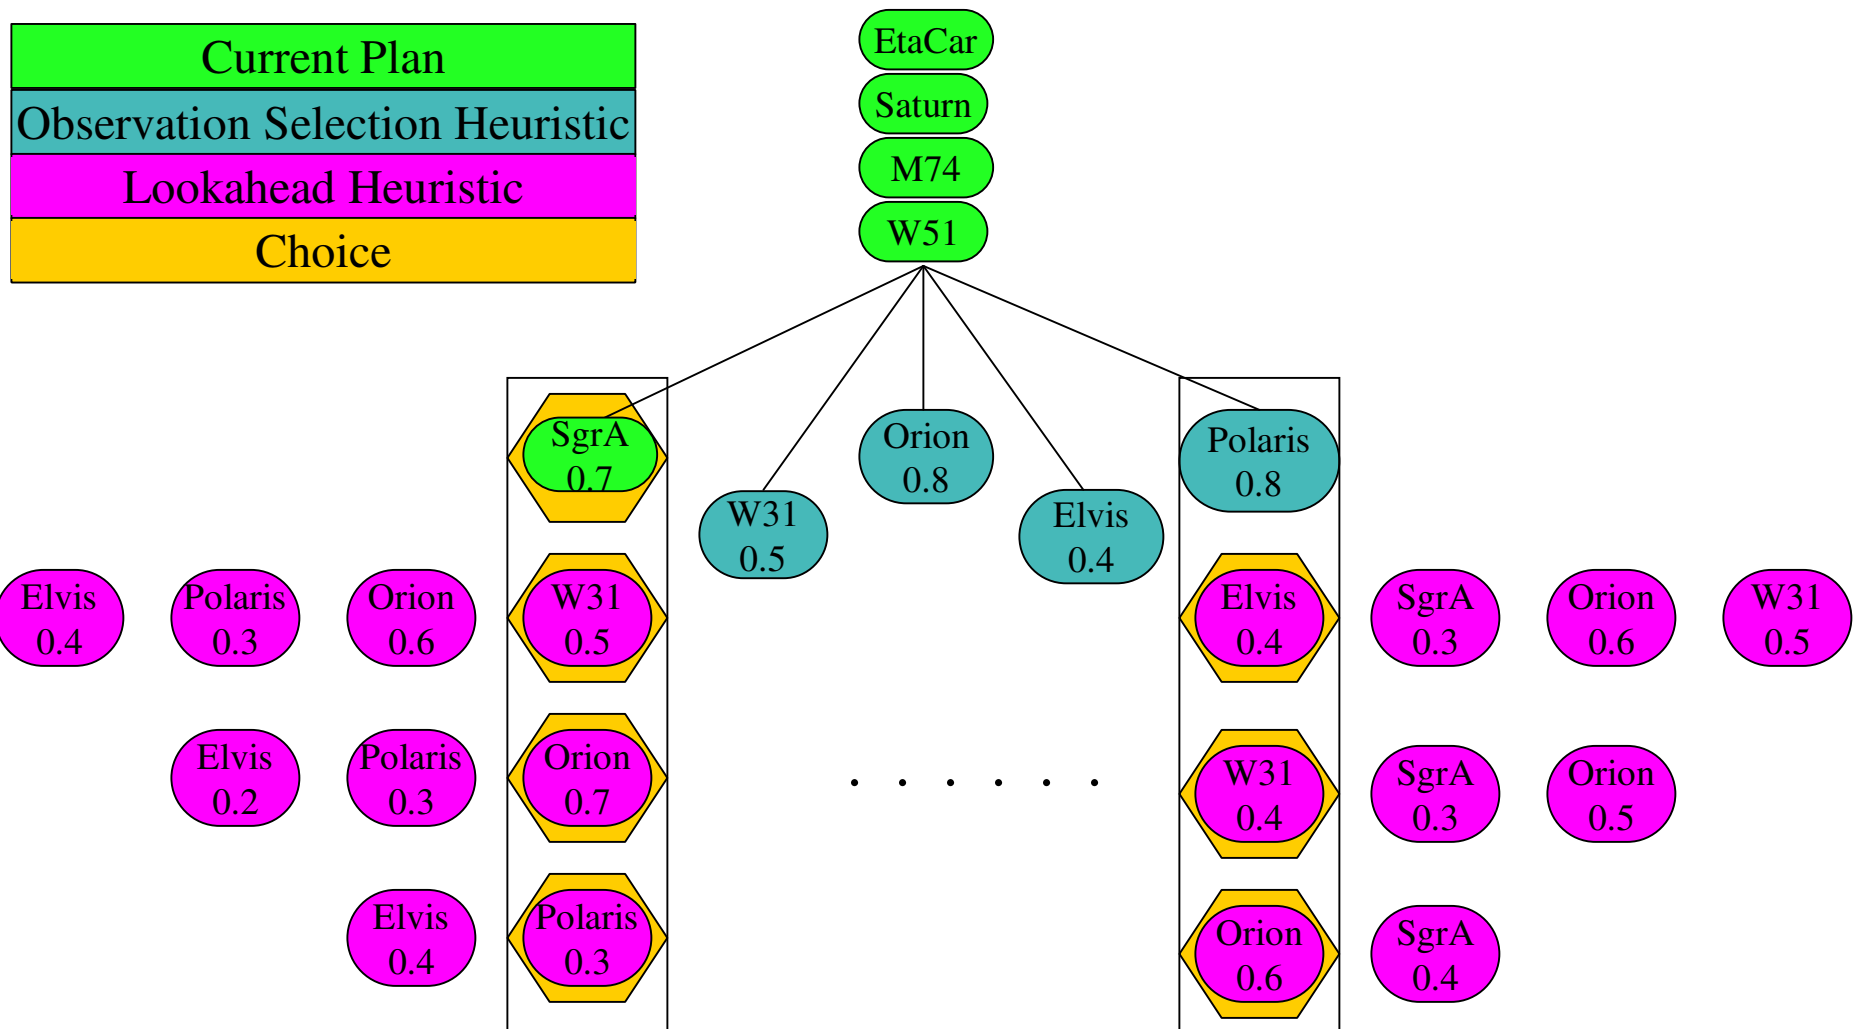 Current Plan
Observation Selection Heuristic
Lookahead Heuristic
Choice
EtaCar
Saturn
M74
W51
SgrA
0.7
W31
0.5
Orion
0.8
Elvis
0.4
Polaris
0.8
Elvis
0.4
Polaris
0.3
Orion
0.6
W31
0.5
Elvis
0.4
SgrA
0.3
Orion
0.6
W31
0.5
Elvis
0.2
Polaris
0.3
Orion
0.7
. . . . . .
W31
0.4
SgrA
0.3
Orion
0.5
Elvis
0.4
Polaris
0.3
Orion
0.6
SgrA
0.4